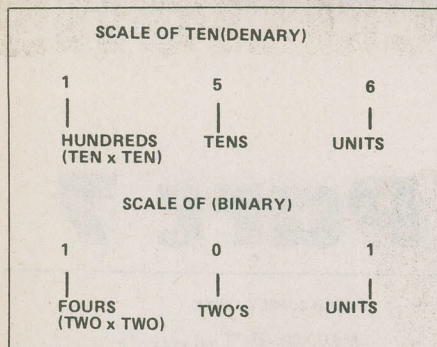 SCALE OF TEN(DENARY)
1 5 6
HUNDREDS TENS UNITS
(TEN x TEN)
SCALE OF (BINARY)
1 0 1
FOURS TWO'S UNITS
(TWO x TWO)